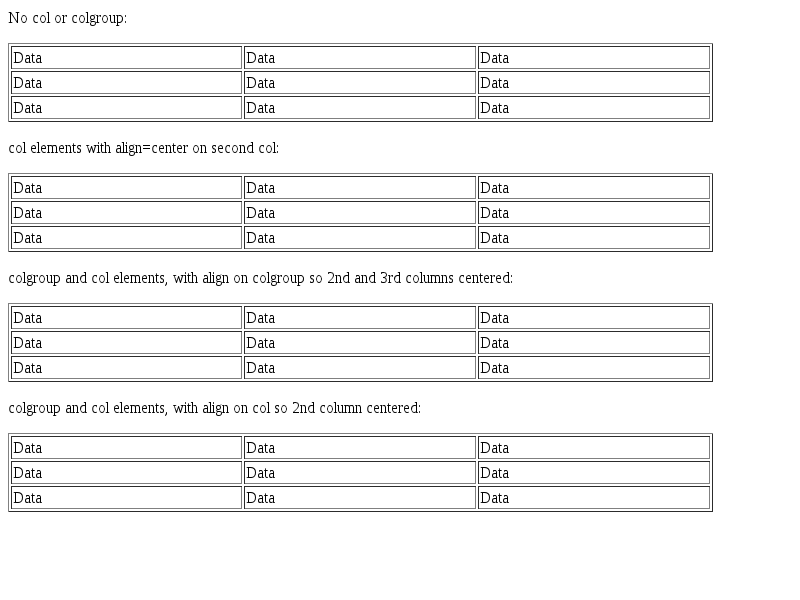 No col or colgroup:
Data Data Data
Data Data Data
Data Data Data
col elements with align=center on second col:
Data Data Data
Data Data Data
Data Data Data
colgroup and col elements, with align on colgroup so 2nd and 3rd columns centered:
Data Data Data
Data Data Data
Data Data Data
colgroup and col elements, with align on col so 2nd column centered:
Data Data Data
Data Data Data
Data Data Data